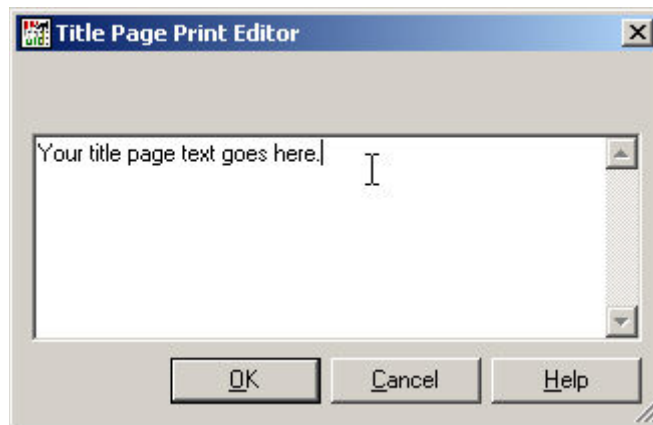 Title Page Print Editor
Your title page text goes here.
OK
Cancel
Help